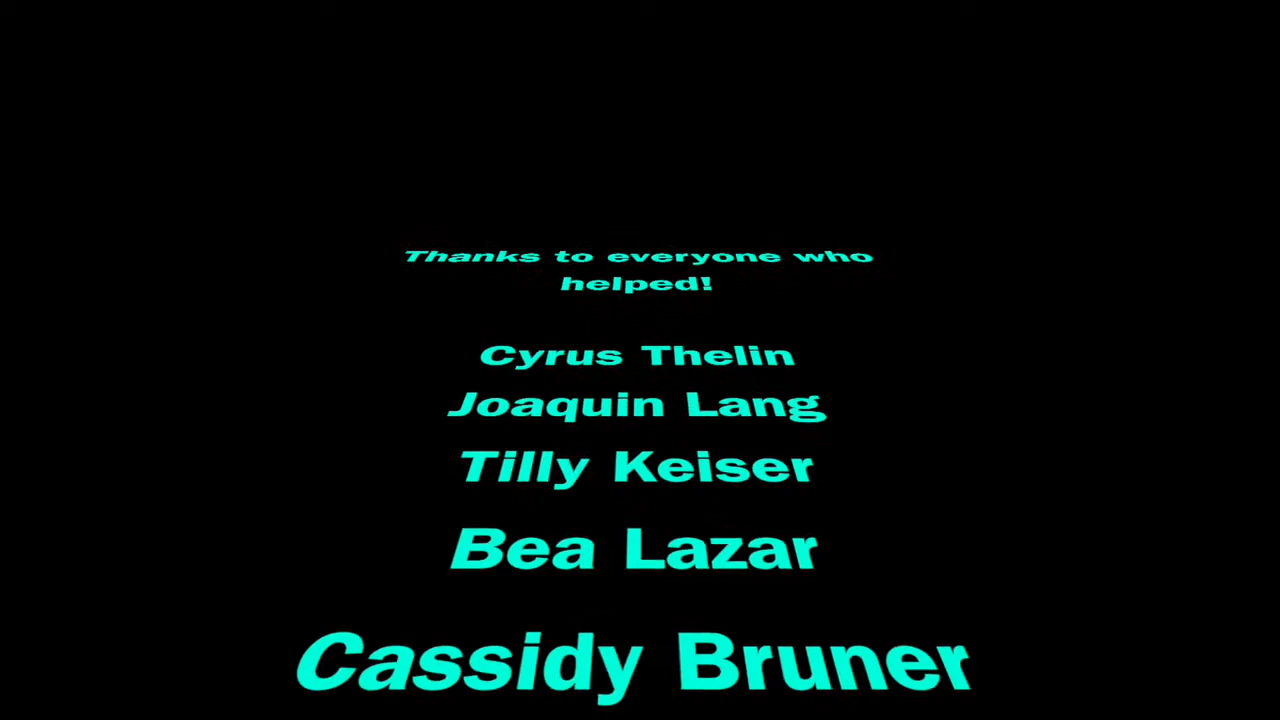 Thanks to everyone who
helped!
Cyrus Thelin
Joaquin Lang
Tilly Keiser
Bea Lazar
Cassidy Bruner